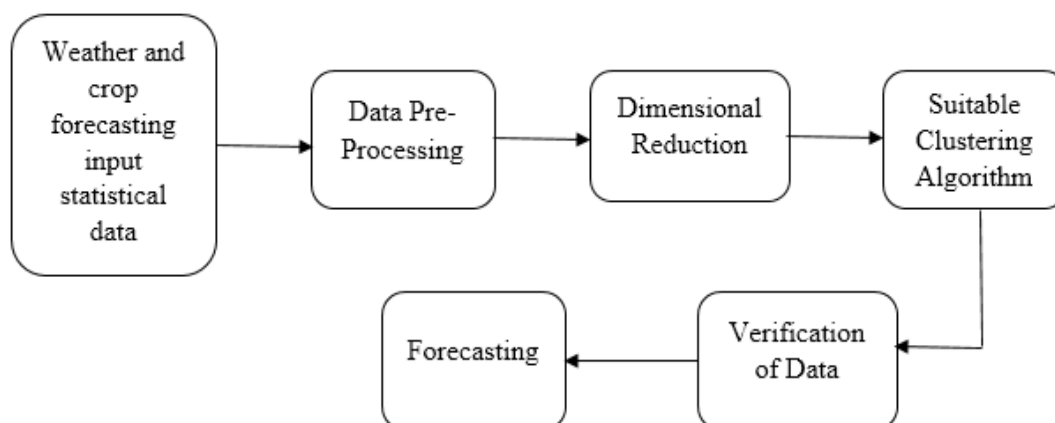 Weather and
crop
forecasting
input
statistical
data
Data Pre-
Processing
Dimensional
Reduction
Suitable
Clustering
Algorithm
Verification
of Data
Forecasting